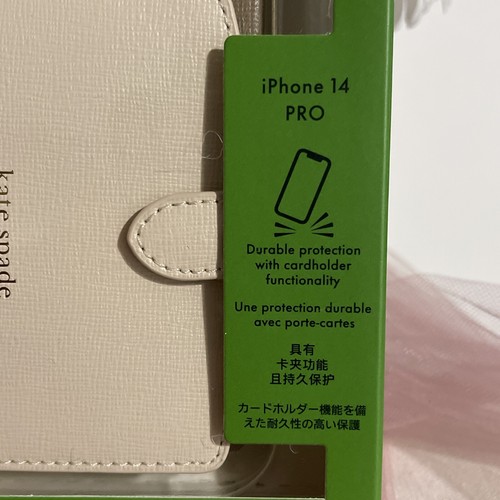 kate spade
iPhone 14
PRO
Durable protection
with cardholder
functionality
Une protection durable
avec porte-cartes
具有
卡夹功能
且持久保护
カードホルダー機能を備
えた耐久性の高い保護